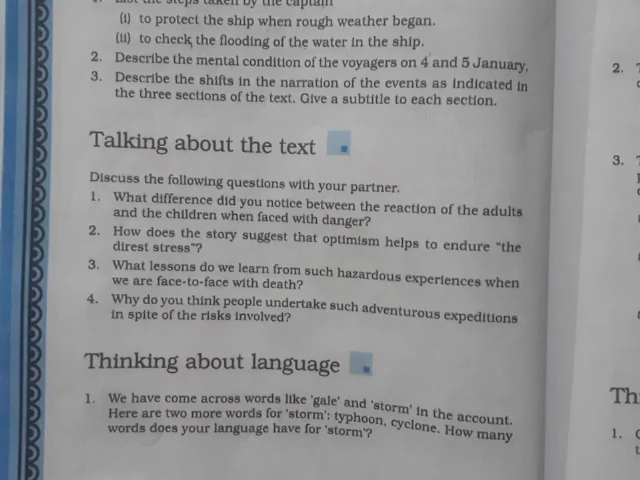 1. List the steps taken by the captain
(i) to protect the ship when rough weather began.
(ii) to check the flooding of the water in the ship.
2. Describe the mental condition of the voyagers on 4 and 5 January.
3. Describe the shifts in the narration of the events as indicated in
the three sections of the text. Give a subtitle to each section.
Talking about the text
Discuss the following questions with your partner.
1. What difference did you notice between the reaction of the adults
and the children when faced with danger?
2. How does the story suggest that optimism helps to endure "the
direst stress"?
3. What lessons do we learn from such hazardous experiences when
we are face-to-face with death?
4. Why do you think people undertake such adventurous expeditions
in spite of the risks involved?
Thinking about language
1. We have come across words like 'gale' and 'storm' in the account.
Here are two more words for 'storm': typhoon, cyclone. How many
words does your language have for 'storm'?
2.
3.
Th
1.